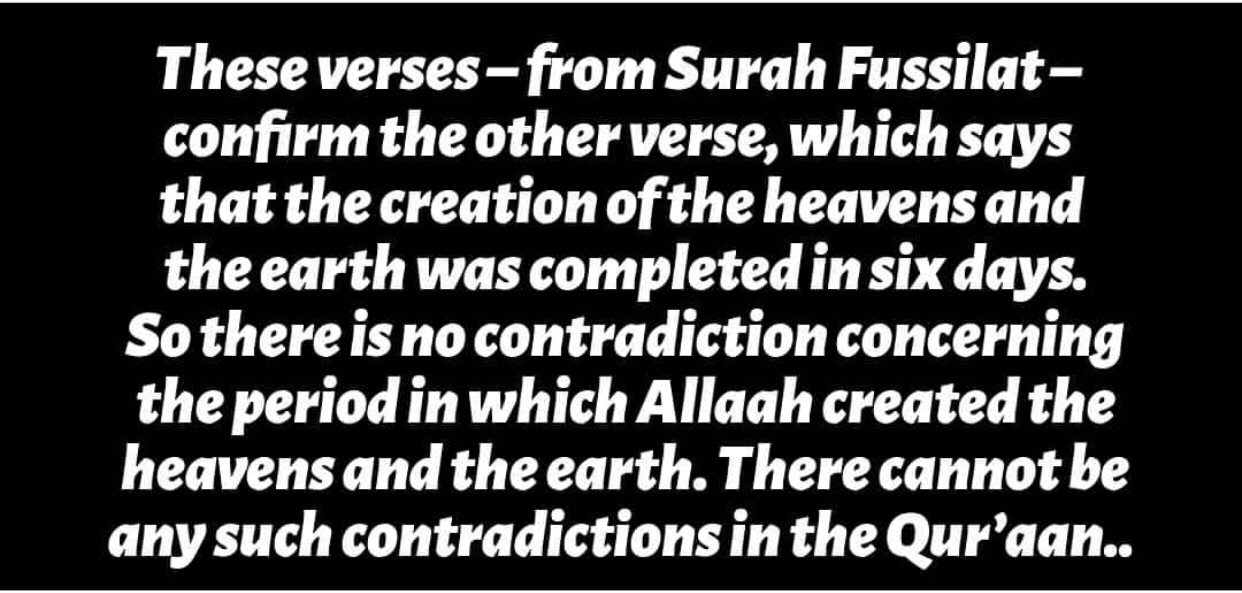 These verses – from Surah Fussilat –
confirm the other verse, which says
that the creation of the heavens and
the earth was completed in six days.
So there is no contradiction concerning
the period in which Allaah created the
heavens and the earth. There cannot be
any such contradictions in the Qur’aan..